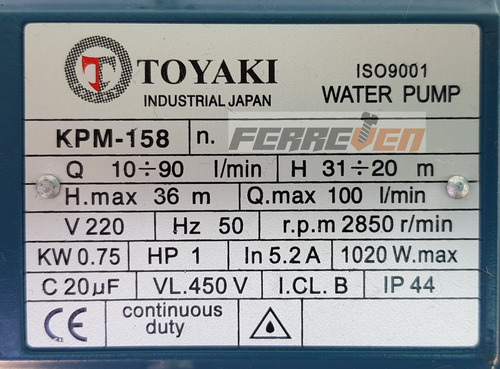 TOYAKI
INDUSTRIAL JAPAN
ISO9001
WATER PUMP
KPM-158 n. FERREVEN
Q 10÷90 l/min H 31÷20 m
H.max 36 m Q.max 100 l/min
V 220 Hz 50 r.p.m 2850 r/min
KW 0.75 HP 1 In 5.2 A 1020 W.max
C 20µF VL.450 V I.CL. B IP 44
CE continuous
duty